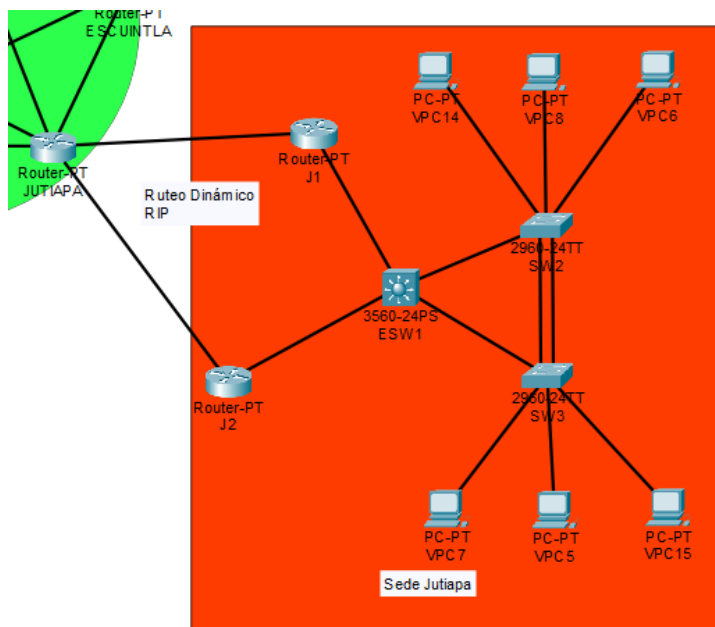 Router-PT
ESCUINTLA
PC-PT
VPC14
PC-PT
VPC8
PC-PT
VPC6
Router-PT
JUTIAPA
Router-PT
J1
Ruteo Dinámico
RIP
2960-24TT
SW2
3560-24PS
ESW1
Router-PT
J2
2960-24TT
SW3
PC-PT
VPC7
PC-PT
VPC5
PC-PT
VPC15
Sede Jutiapa